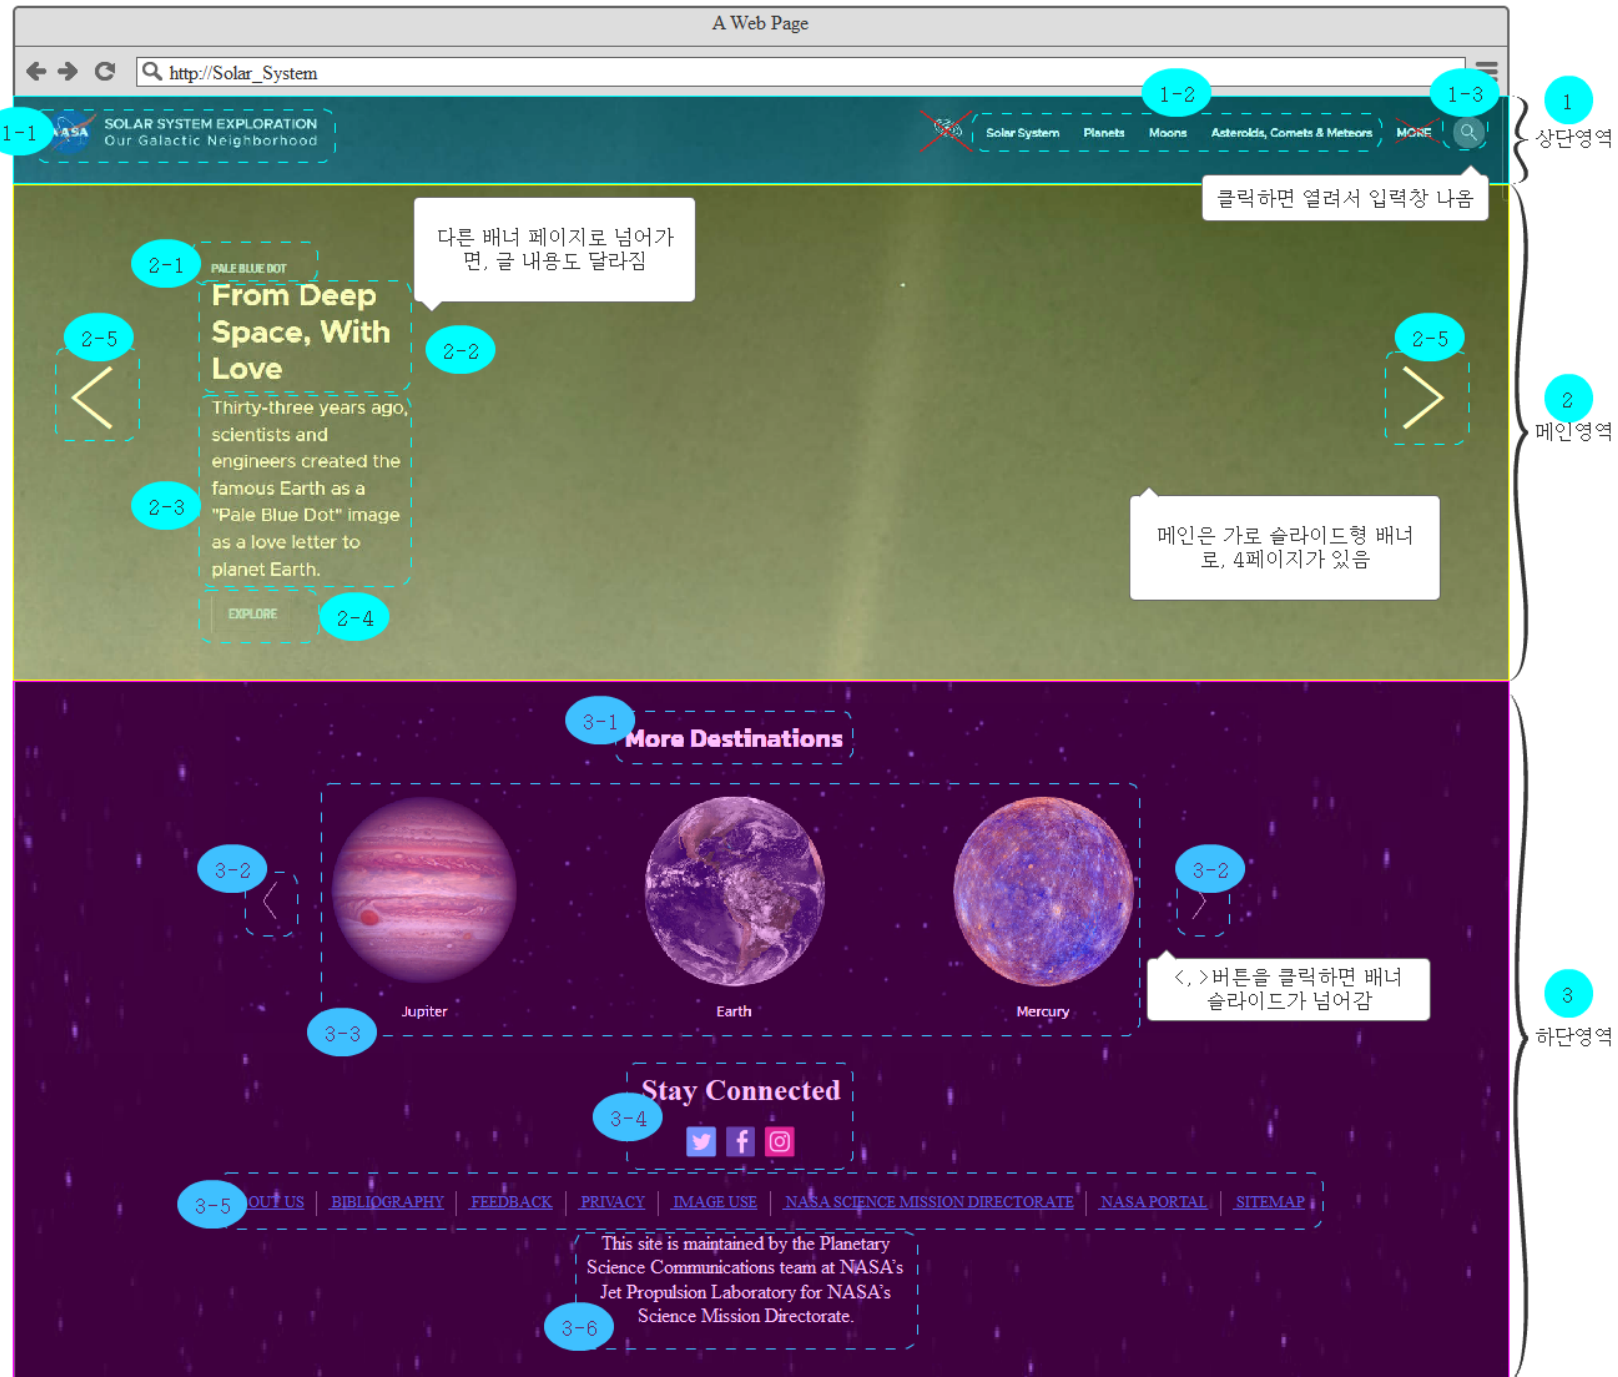 A Web Page
http://Solar_System
1-2
1-3
1
1-1
NASA
SOLAR SYSTEM EXPLORATION
Our Galactic Neighborhood
Solar System
Planets
Moons
Asteroids, Comets & Meteors
MORE
상단영역
클릭하면 열려서 입력창 나옴
다른 배너 페이지로 넘어가
면, 글 내용도 달라짐
2-1
PALE BLUE DOT
From Deep
Space, With
Love
2-2
2-5
2-5
2
메인영역
Thirty-three years ago,
scientists and
engineers created the
famous Earth as a
"Pale Blue Dot" image
as a love letter to
planet Earth.
2-3
메인은 가로 슬라이드형 배너
로, 4페이지가 있음
EXPLORE
2-4
3-1
More Destinations
3-2
3-2
<, >버튼을 클릭하면 배너
슬라이드가 넘어감
3
하단영역
Jupiter
Earth
Mercury
3-3
Stay Connected
3-4
3-5
OUT US
BIBLIOGRAPHY
FEEDBACK
PRIVACY
IMAGE USE
NASA SCIENCE MISSION DIRECTORATE
NASA PORTAL
SITEMAP
This site is maintained by the Planetary
Science Communications team at NASA's
Jet Propulsion Laboratory for NASA's
Science Mission Directorate.
3-6